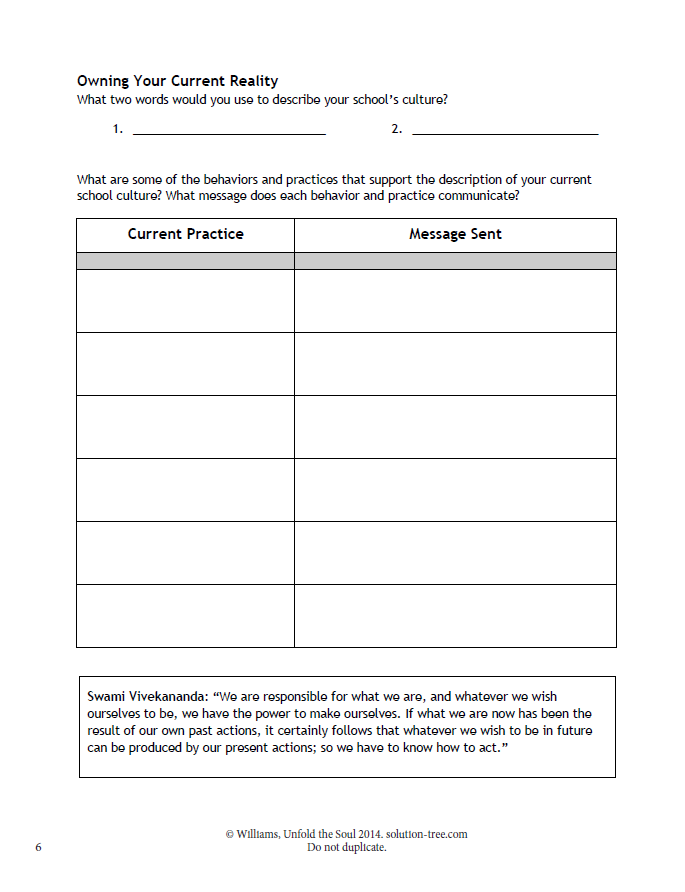 Owning Your Current Reality
What two words would you use to describe your school’s culture?
1. ____________________________ 2. ___________________________
What are some of the behaviors and practices that support the description of your current
school culture? What message does each behavior and practice communicate?
Current Practice Message Sent
Swami Vivekananda: “We are responsible for what we are, and whatever we wish
ourselves to be, we have the power to make ourselves. If what we are now has been the
result of our own past actions, it certainly follows that whatever we wish to be in future
can be produced by our present actions; so we have to know how to act.”
© Williams, Unfold the Soul 2014. solution-tree.com
6 Do not duplicate.